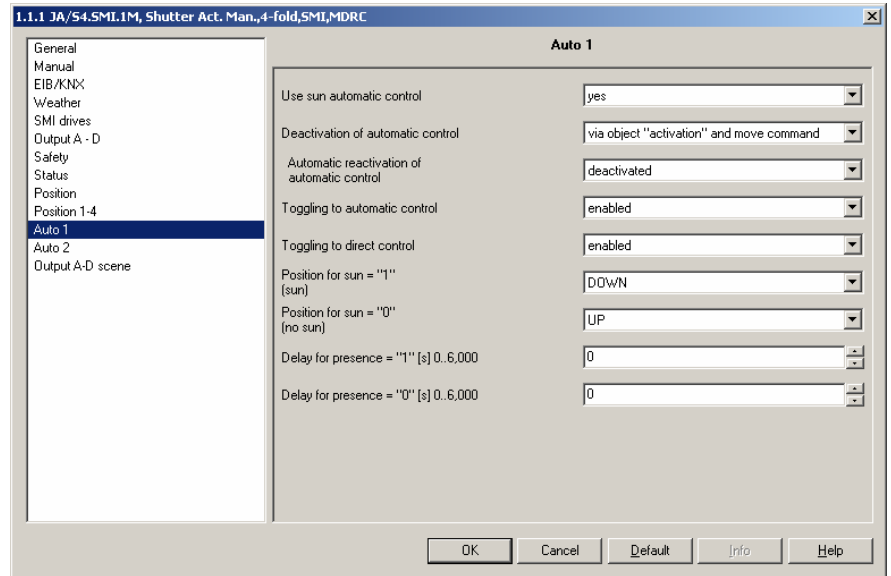 1.1.1 JA/S4.SMI.1M, Shutter Act. Man.,4-fold,SMI,MDRC
General
Manual
EIB/KNX
Weather
SMI drives
Output A - D
Safety
Status
Position
Position 1-4
Auto 1
Auto 2
Output A-D scene
Auto 1
Use sun automatic control
yes
Deactivation of automatic control
via object "activation" and move command
Automatic reactivation of
automatic control
deactivated
Toggling to automatic control
enabled
Toggling to direct control
enabled
Position for sun = "1"
(sun)
DOWN
Position for sun = "0"
(no sun)
UP
Delay for presence = "1" [s] 0..6,000
0
Delay for presence = "0" [s] 0..6,000
0
OK
Cancel
Default
Info
Help